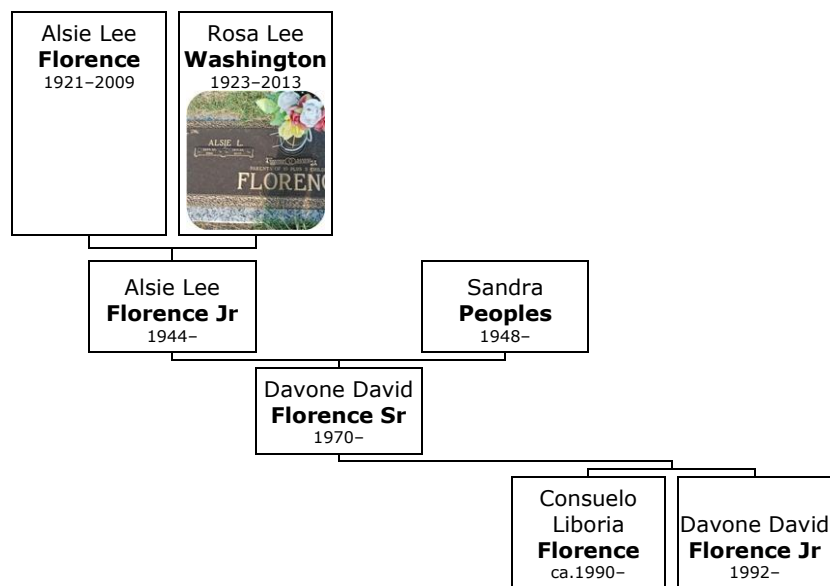 Alsie Lee
Florence
1921–2009
Rosa Lee
Washington
1923–2013
ALSIE L.
FLOREN
Alsie Lee
Florence Jr
1944–
Sandra
Peoples
1948–
Davone David
Florence Sr
1970–
Consuelo
Liboria
Florence
ca.1990–
Davone David
Florence Jr
1992–